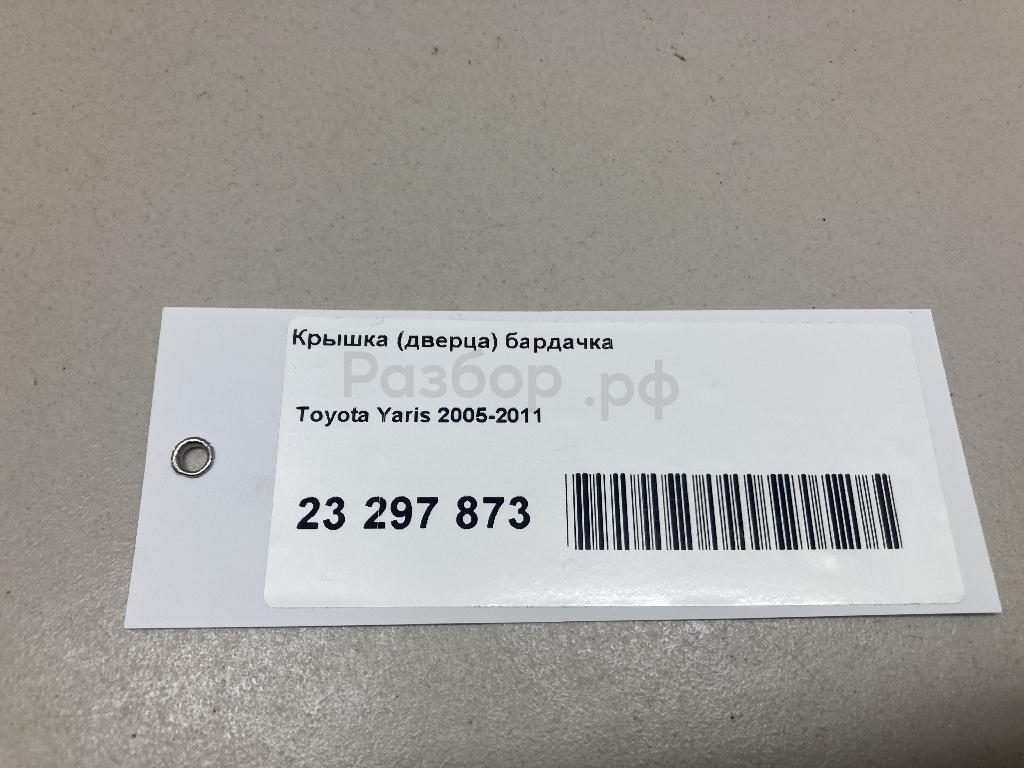 Крышка (дверца) бардачка
Разбор.рф
Toyota Yaris 2005-2011
23 297 873